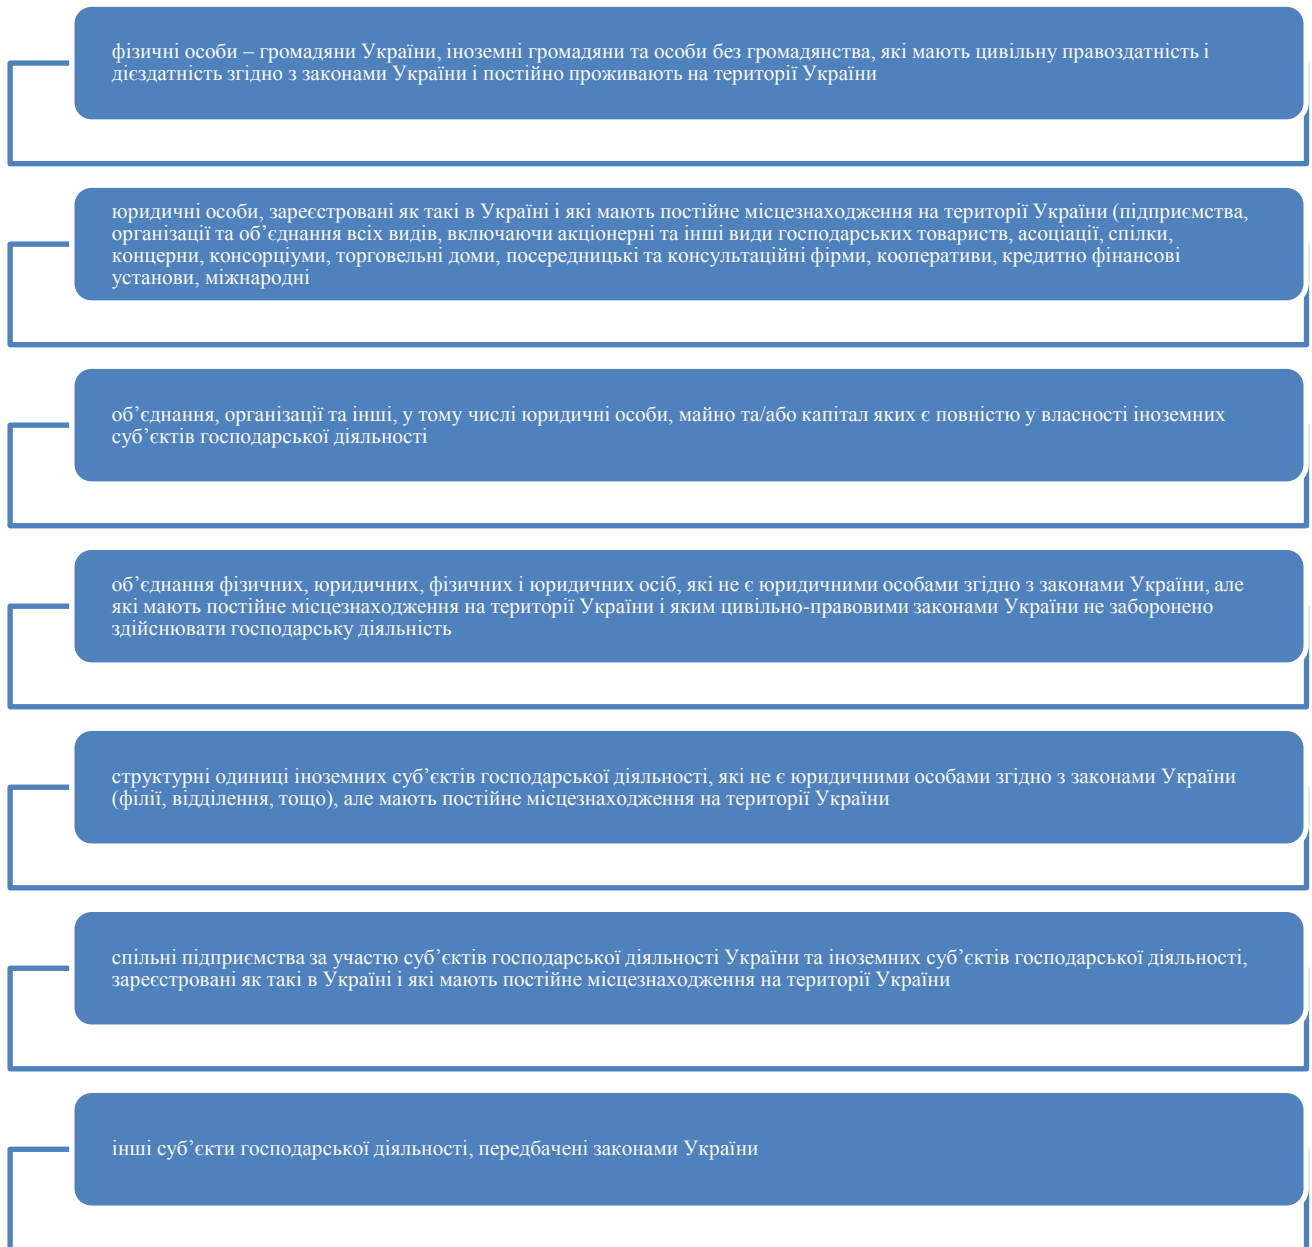 фізичні особи – громадяни України, іноземні громадяни та особи без громадянства, які мають цивільну правоздатність і
дієздатність згідно з законами України і постійно проживають на території України
юридичні особи, зареєстровані як такі в Україні і які мають постійне місцезнаходження на території України (підприємства,
організації та об’єднання всіх видів, включаючи акціонерні та інші види господарських товариств, асоціації, спілки,
концерни, консорціуми, торговельні доми, посередницькі та консультаційні фірми, кооперативи, кредитно фінансові
установи, міжнародні
об’єднання, організації та інші, у тому числі юридичні особи, майно та/або капітал яких є повністю у власності іноземних
суб’єктів господарської діяльності
об’єднання фізичних, юридичних, фізичних і юридичних осіб, які не є юридичними особами згідно з законами України, але
які мають постійне місцезнаходження на території України і яким цивільно-правовими законами України не заборонено
здійснювати господарську діяльність
структурні одиниці іноземних суб’єктів господарської діяльності, які не є юридичними особами згідно з законами України
(філії, відділення, тощо), але мають постійне місцезнаходження на території України
спільні підприємства за участю суб’єктів господарської діяльності України та іноземних суб’єктів господарської діяльності,
зареєстровані як такі в Україні і які мають постійне місцезнаходження на території України
інші суб’єкти господарської діяльності, передбачені законами України